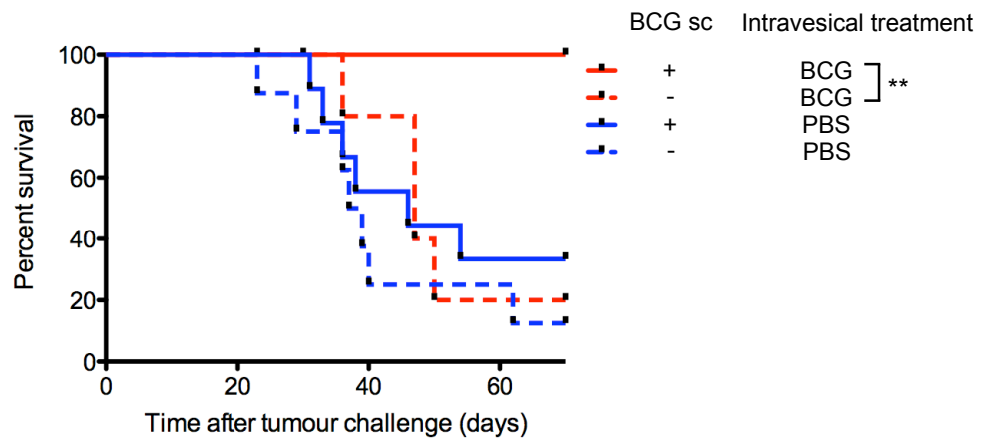 BCG sc Intravesical treatment
+ BCG
- BCG
**
+ PBS
- PBS
Percent survival
100
80
60
40
20
0
0 20 40 60
Time after tumour challenge (days)